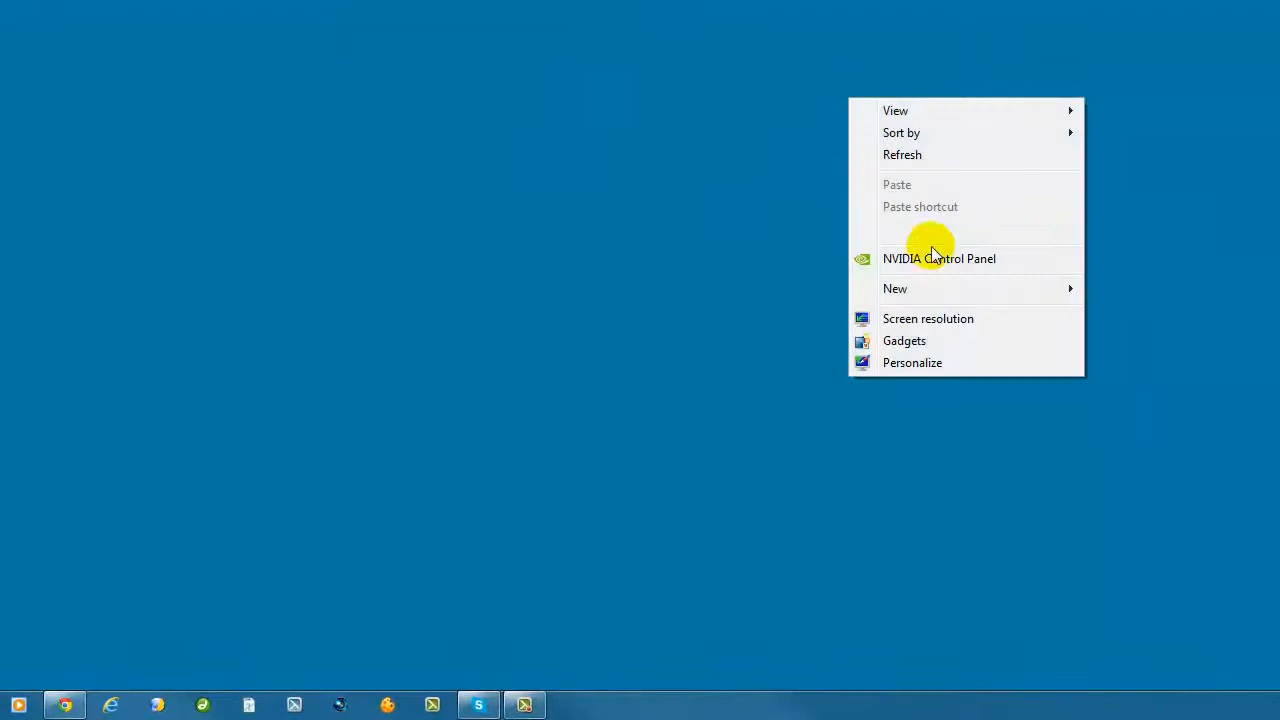 View
Sort by
Refresh
Paste
Paste shortcut
NVIDIA Control Panel
New
Screen resolution
Gadgets
Personalize